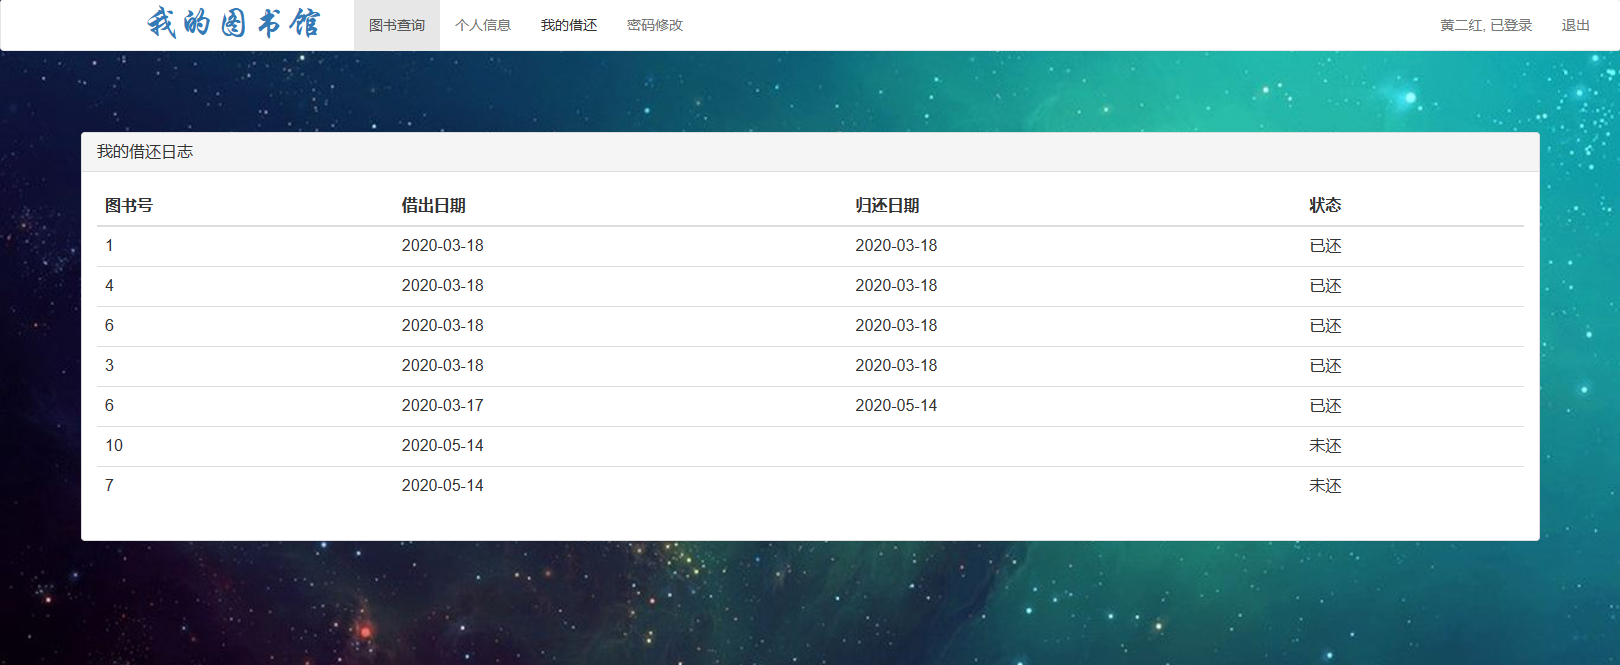 我的图书馆 图书查询 个人信息 我的借还 密码修改 黄二红, 已登录 退出
我的借还日志
图书号 借出日期 归还日期 状态
1 2020-03-18 2020-03-18 已还
4 2020-03-18 2020-03-18 已还
6 2020-03-18 2020-03-18 已还
3 2020-03-18 2020-03-18 已还
6 2020-03-17 2020-05-14 已还
10 2020-05-14 未还
7 2020-05-14 未还